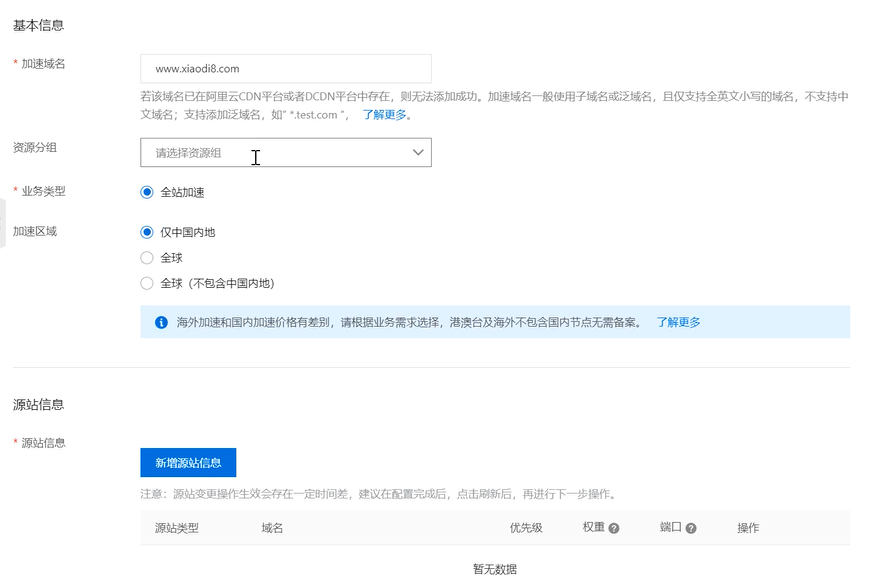 基本信息
* 加速域名
www.xiaodi8.com
若该域名已在阿里云CDN平台或者DCDN平台中存在，则无法添加成功。加速域名一般使用子域名或泛域名，且仅支持全英文小写的域名，不支持中
文域名；支持添加泛域名，如" *.test.com "， 了解更多。
资源分组
请选择资源组
* 业务类型
全站加速
加速区域
仅中国内地
全球
全球（不包含中国内地）
海外加速和国内加速价格有差别，请根据业务需求选择，港澳台及海外不包含国内节点无需备案。 了解更多
源站信息
* 源站信息
新增源站信息
注意：源站变更操作生效会存在一定时间差，建议在配置完成后，点击刷新后，再进行下一步操作。
源站类型 域名 优先级 权重 ? 端口 ? 操作
暂无数据